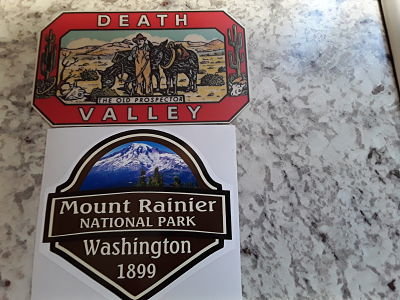 DEATH
THE OLD PROSPECTOR
VALLEY
Mount Rainier
NATIONAL PARK
Washington
1899